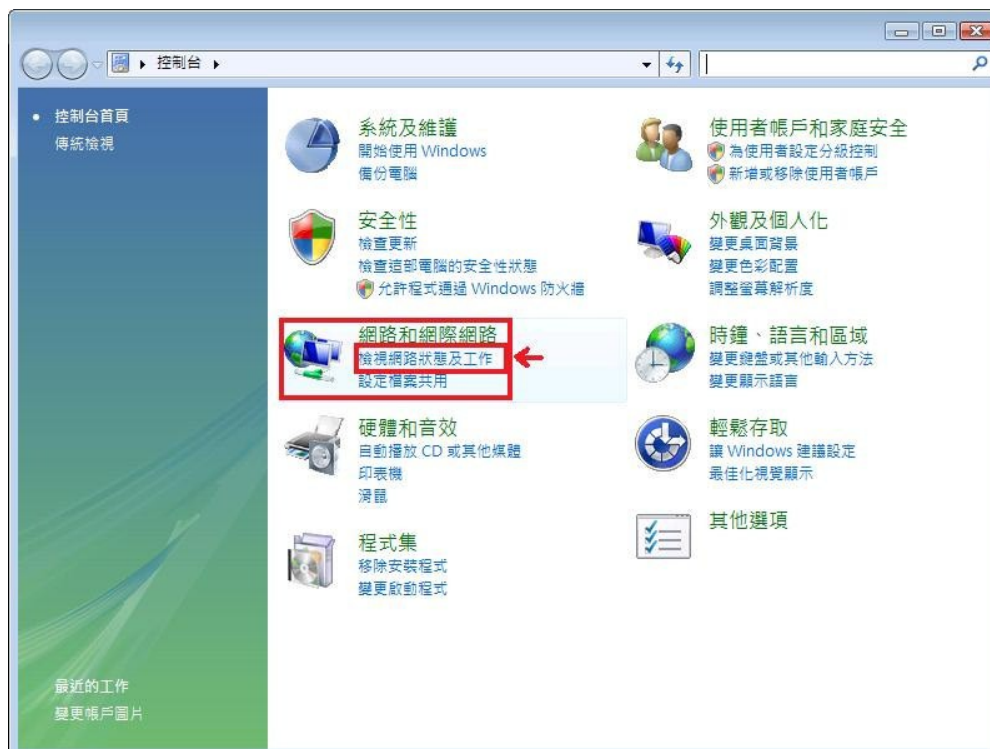 控制台
控制台首頁
傳統檢視
系統及維護
開始使用 Windows
備份電腦
安全性
檢查更新
檢查這部電腦的安全性狀態
允許程式通過 Windows 防火牆
網路和網際網路
檢視網路狀態及工作
設定檔案共用
硬體和音效
自動播放 CD 或其他媒體
印表機
滑鼠
程式集
移除安裝程式
變更啟動程式
使用者帳戶和家庭安全
為使用者設定分級控制
新增或移除使用者帳戶
外觀及個人化
變更桌面背景
變更色彩配置
調整螢幕解析度
時鐘、語言和區域
變更鍵盤或其他輸入方法
變更顯示語言
輕鬆存取
讓 Windows 建議設定
最佳化視覺顯示
其他選項
最近的工作
變更帳戶圖片